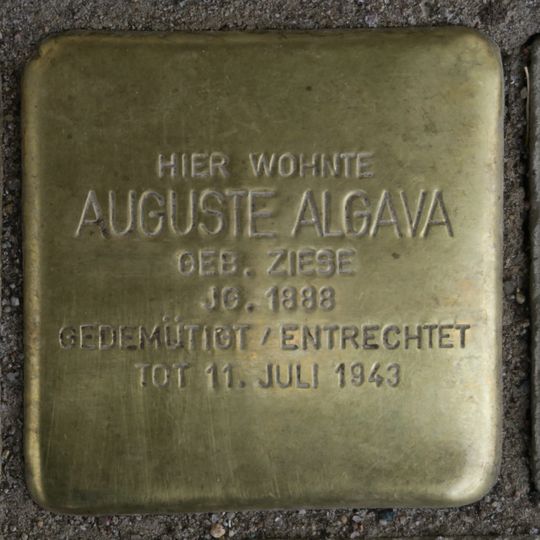 HIER WOHNTE
AUGUSTE ALGAVA
GEB. ZIESE
JG. 1888
GEDEMÜTIGT / ENTRECHTET
TOT 11. JULI 1943